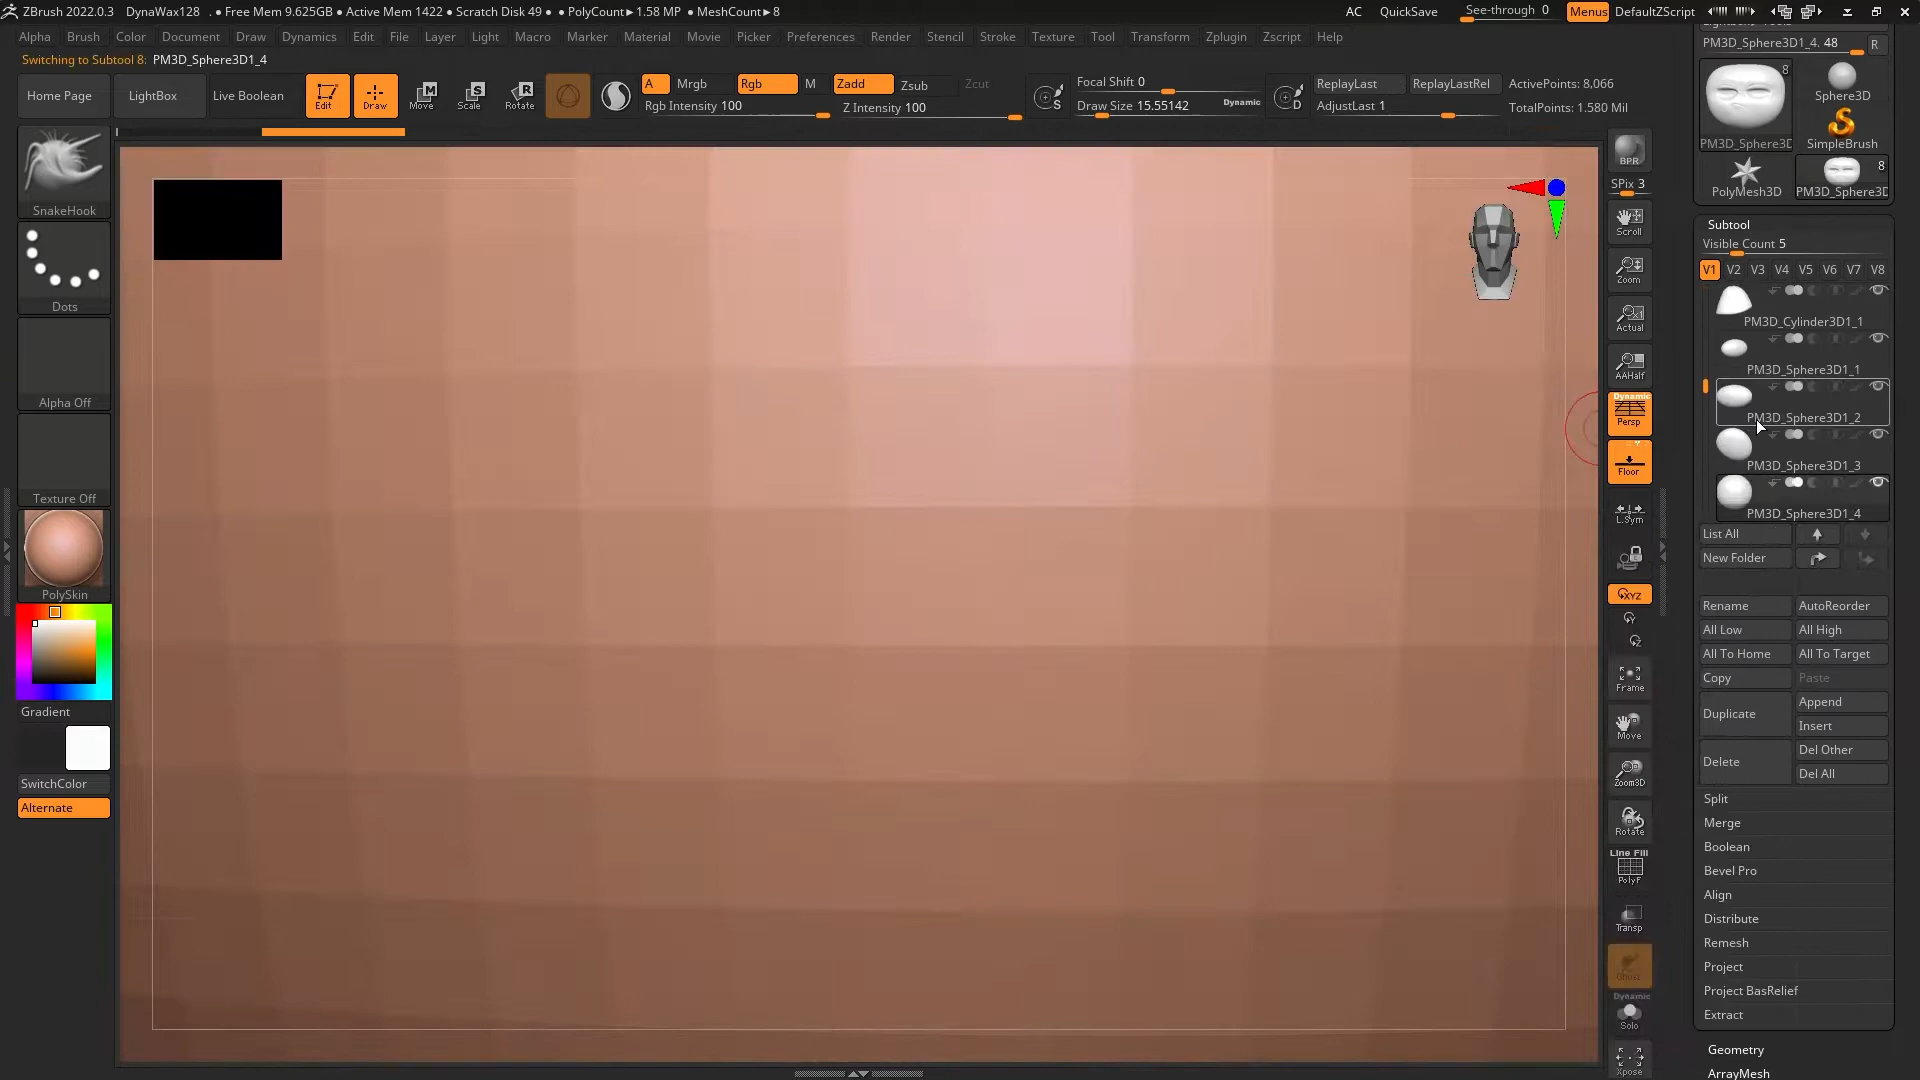 ZBrush 2022.0.3 DynaWax128 . ● Free Mem 9.625GB ● Active Mem 1422 ● Scratch Disk 49 ● ● PolyCount► 1.58 MP ● MeshCount► 8 AC QuickSave See-through 0 Menus DefaultZScript
Alpha Brush Color Document Draw Dynamics Edit File Layer Light Macro Marker Material Movie Picker Preferences Render Stencil Stroke Texture Tool Transform Zplugin Zscript Help
Switching to Subtool 8: PM3D_Sphere3D1_4
Home Page
LightBox
Live Boolean
Edit
Draw
Move
Scale
Rotate
A Mrgb Rgb M Zadd Zsub Zcut
Rgb Intensity 100 Z Intensity 100
Focal Shift 0
Draw Size 15.55142 Dynamic
S
D
ReplayLast ReplayLastRel
AdjustLast 1
ActivePoints: 8,066
TotalPoints: 1.580 Mil
SnakeHook
Dots
Alpha Off
Texture Off
PolySkin
Gradient
SwitchColor
Alternate
BPR
SPix 3
Scroll
Zoom
Actual
AAHalf
Dynamic
Persp
Floor
L.Sym
XYZ
Frame
Move
Zoom3D
Rotate
Line Fill
PolyF
Transp
Ghost
Dynamic
Solo
Xpose
PM3D_Sphere3D1_4. 48 R
8
PM3D_Sphere3D
Sphere3D
SimpleBrush
PolyMesh3D
8
PM3D_Sphere3D
Subtool
Visible Count 5
V1 V2 V3 V4 V5 V6 V7 V8
PM3D_Cylinder3D1_1
PM3D_Sphere3D1_1
PM3D_Sphere3D1_2
PM3D_Sphere3D1_3
PM3D_Sphere3D1_4
List All
New Folder
Rename AutoReorder
All Low All High
All To Home All To Target
Copy Paste
Duplicate Append
Insert
Delete Del Other
Del All
Split
Merge
Boolean
Bevel Pro
Align
Distribute
Remesh
Project
Project BasRelief
Extract
Geometry
ArrayMesh